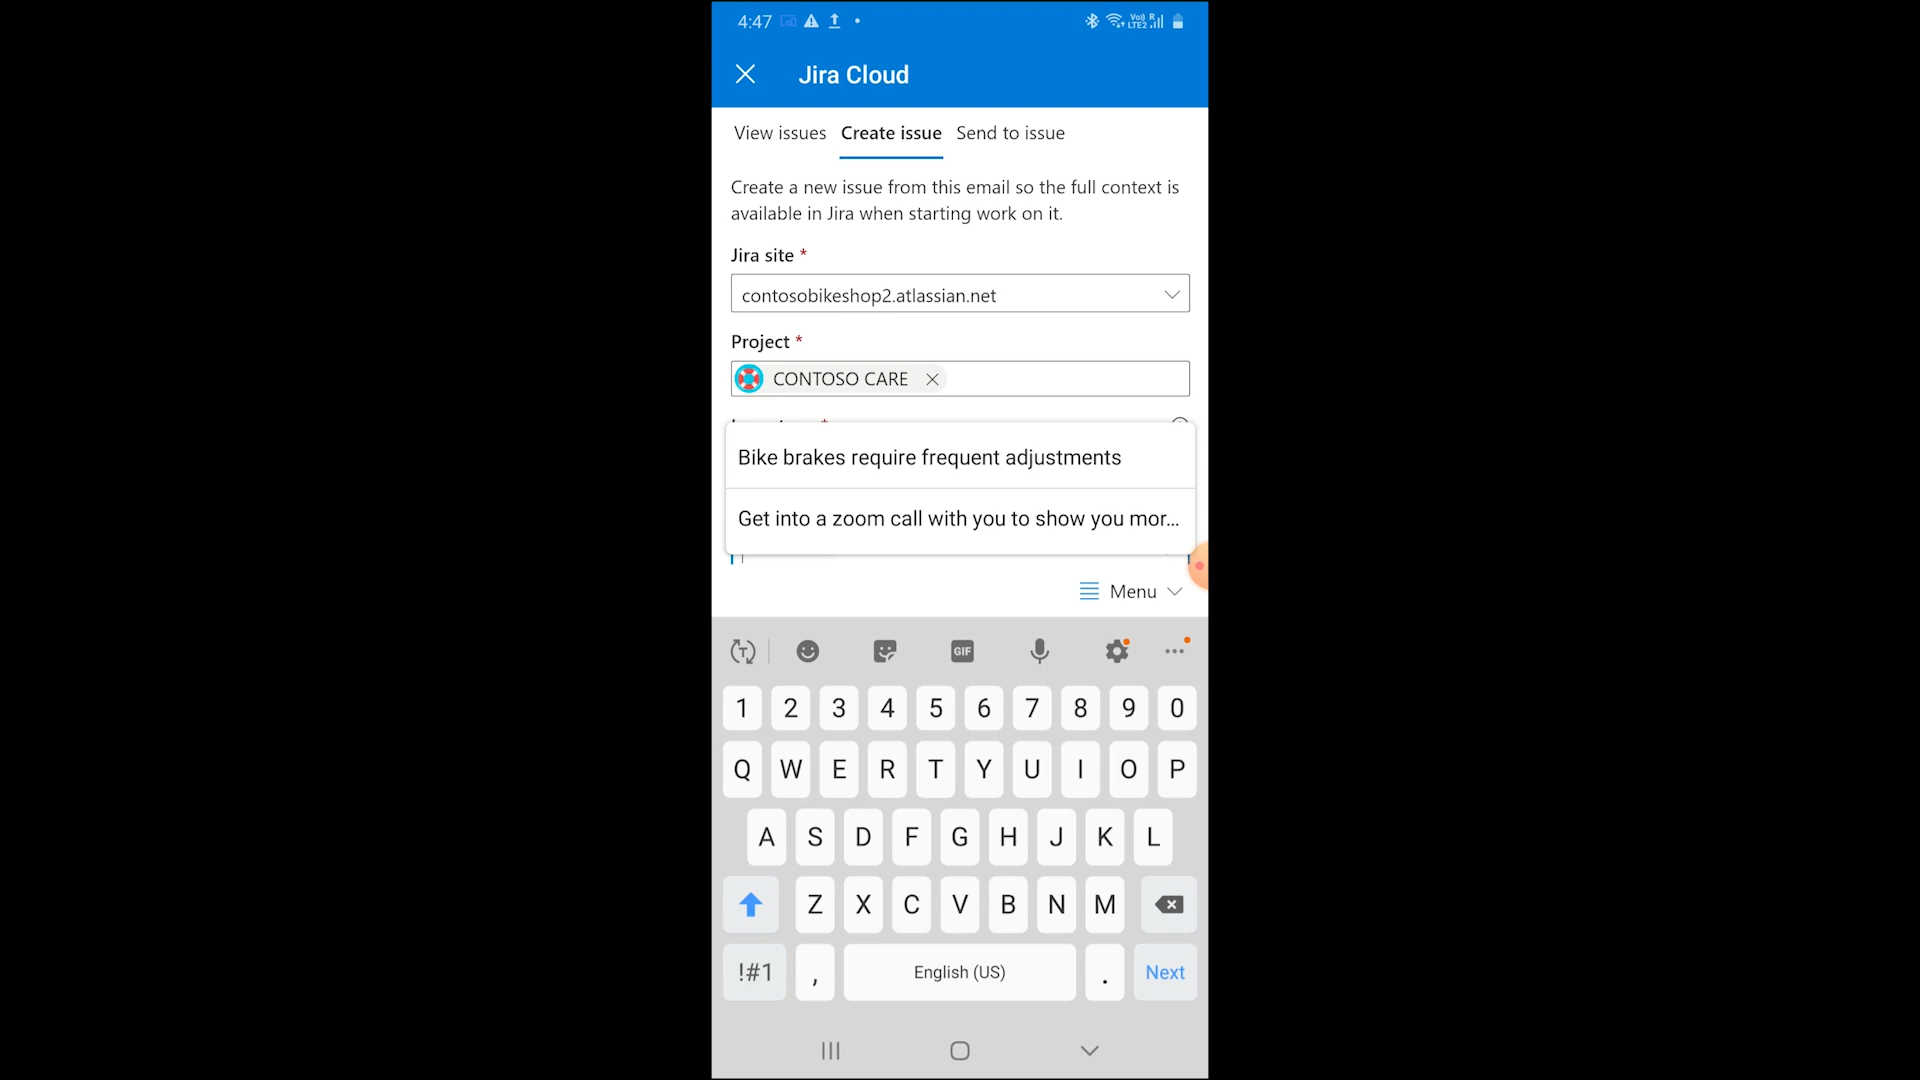 4:47
Vo)) R
LTE2
Jira Cloud
View issues Create issue Send to issue
Create a new issue from this email so the full context is
available in Jira when starting work on it.
Jira site *
contosobikeshop2.atlassian.net
Project *
CONTOSO CARE
Bike brakes require frequent adjustments
Get into a zoom call with you to show you mor...
Menu
T GIF
1 2 3 4 5 6 7 8 9 0
Q W E R T Y U I O P
A S D F G H J K L
Z X C V B N M
!#1 , English (US) . Next